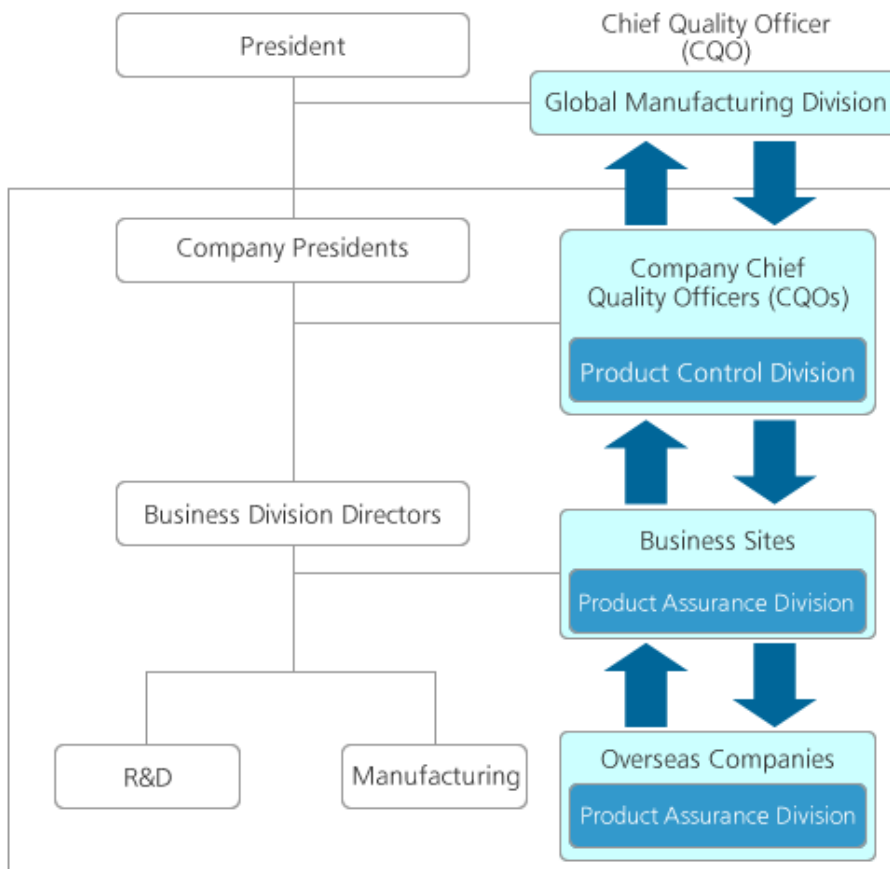 President
Chief Quality Officer
(CQO)
Global Manufacturing Division
Company Presidents
Company Chief
Quality Officers (CQOs)
Product Control Division
Business Division Directors
Business Sites
Product Assurance Division
R&D
Manufacturing
Overseas Companies
Product Assurance Division